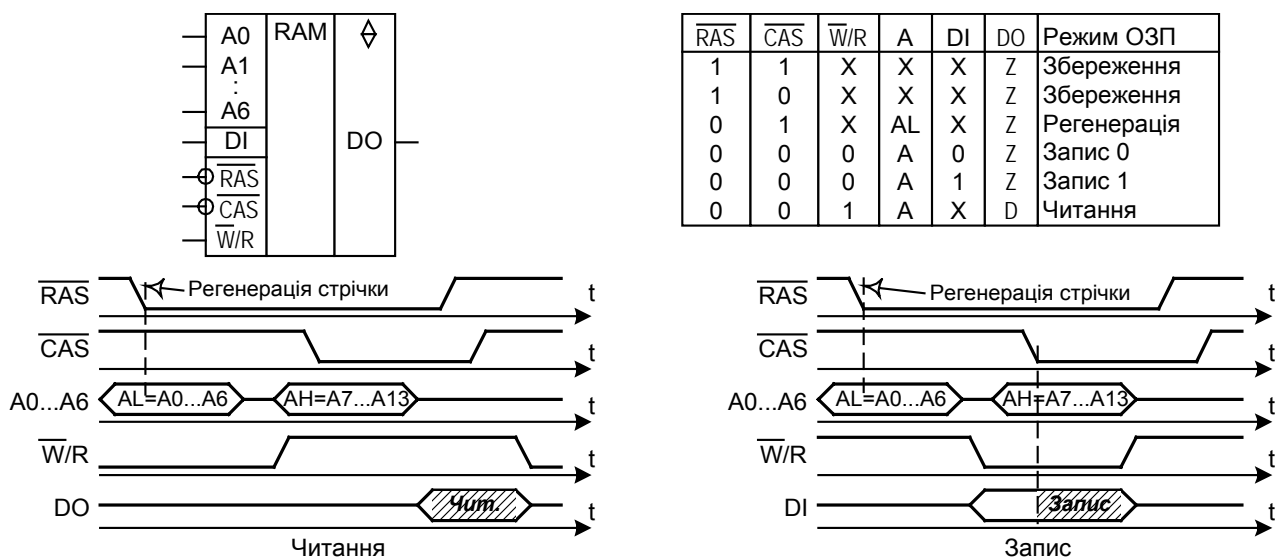 A0 RAM
A1
:
A6
DI DO
RAS
CAS
W/R
RAS CAS W/R A DI DO Режим ОЗП
1 1 X X X Z Збереження
1 0 X X X Z Збереження
0 1 X AL X Z Регенерація
0 0 0 A 0 Z Запис 0
0 0 0 A 1 Z Запис 1
0 0 1 A X D Читання
RAS Регенерація стрічки t
CAS t
A0...A6 AL=A0...A6 AH=A7...A13 t
W/R t
DO Чит. t
Читання
RAS Регенерація стрічки t
CAS t
A0...A6 AL=A0...A6 AH=A7...A13 t
W/R t
DI Запис t
Запис